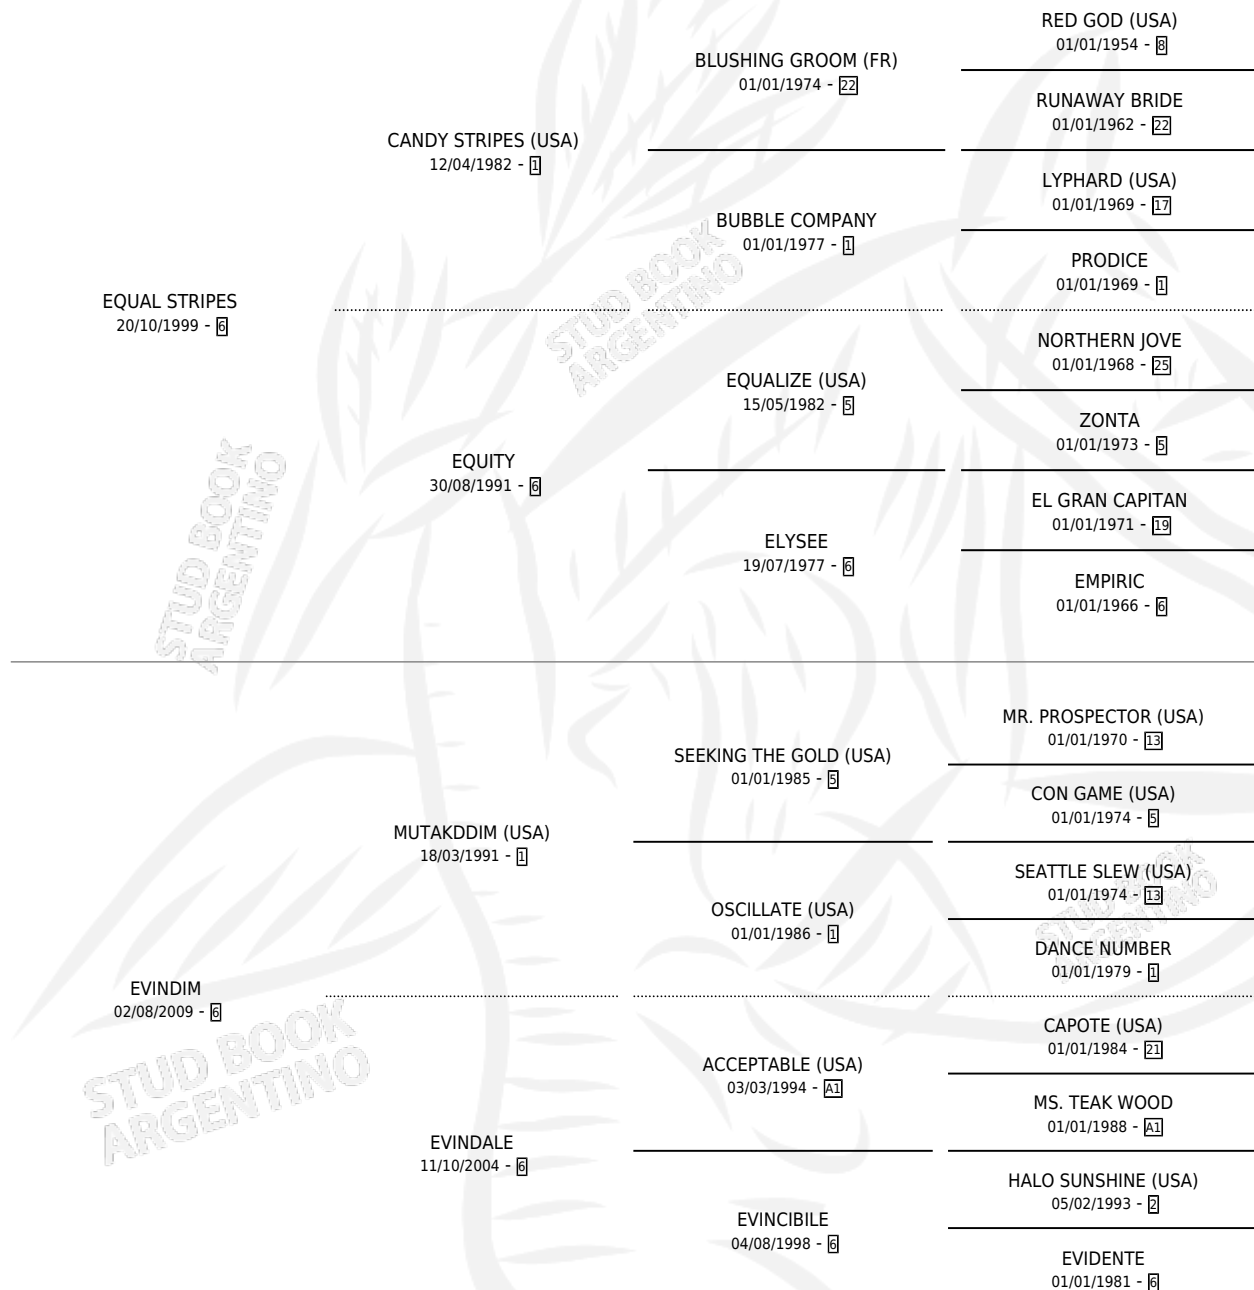 RED GOD (USA)
01/01/1954 - 8
BLUSHING GROOM (FR)
01/01/1974 - 22
RUNAWAY BRIDE
01/01/1962 - 22
CANDY STRIPES (USA)
12/04/1982 - 1
LYPHARD (USA)
01/01/1969 - 17
BUBBLE COMPANY
01/01/1977 - 1
PRODICE
01/01/1969 - 1
EQUAL STRIPES
20/10/1999 - 6
NORTHERN JOVE
01/01/1968 - 25
EQUALIZE (USA)
15/05/1982 - 5
ZONTA
01/01/1973 - 5
EQUITY
30/08/1991 - 6
EL GRAN CAPITAN
01/01/1971 - 19
ELYSEE
19/07/1977 - 6
EMPIRIC
01/01/1966 - 6
STUD BOOK
ARGENTINO
STUD BOOK
ARGENTINO
MR. PROSPECTOR (USA)
01/01/1970 - 13
SEEKING THE GOLD (USA)
01/01/1985 - 5
CON GAME (USA)
01/01/1974 - 5
MUTAKDDIM (USA)
18/03/1991 - 1
SEATTLE SLEW (USA)
01/01/1974 - 13
OSCILLATE (USA)
01/01/1986 - 1
DANCE NUMBER
01/01/1979 - 1
EVINDIM
02/08/2009 - 6
CAPOTE (USA)
01/01/1984 - 21
ACCEPTABLE (USA)
03/03/1994 - A1
MS. TEAK WOOD
01/01/1988 - A1
EVINDALE
11/10/2004 - 6
HALO SUNSHINE (USA)
05/02/1993 - 2
EVINCIBILE
04/08/1998 - 6
EVIDENTE
01/01/1981 - 6
STUD BOOK
ARGENTINO
STUD BOOK
ARGENTINO